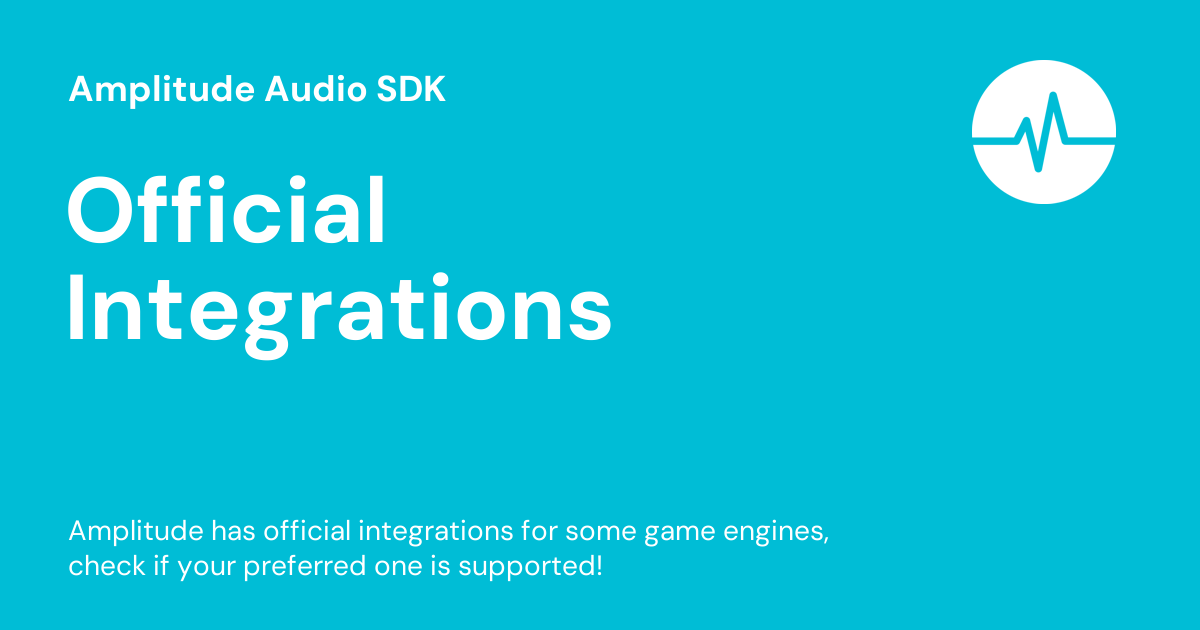 Amplitude Audio SDK
Official
Integrations
Amplitude has official integrations for some game engines,
check if your preferred one is supported!